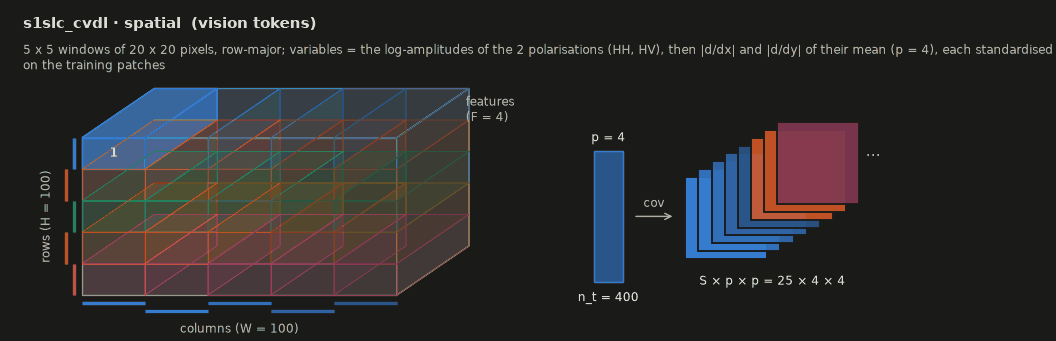 s1slc_cvdl · spatial  (vision tokens)
5 x 5 windows of 20 x 20 pixels, row-major; variables = the log-amplitudes of the 2 polarisations (HH, HV), then |d/dx| and |d/dy| of their mean (p = 4), each standardised
on the training patches
features
(F = 4)
1
rows (H = 100)
columns (W = 100)
p = 4
cov
n_t = 400
...
S × p × p = 25 × 4 × 4